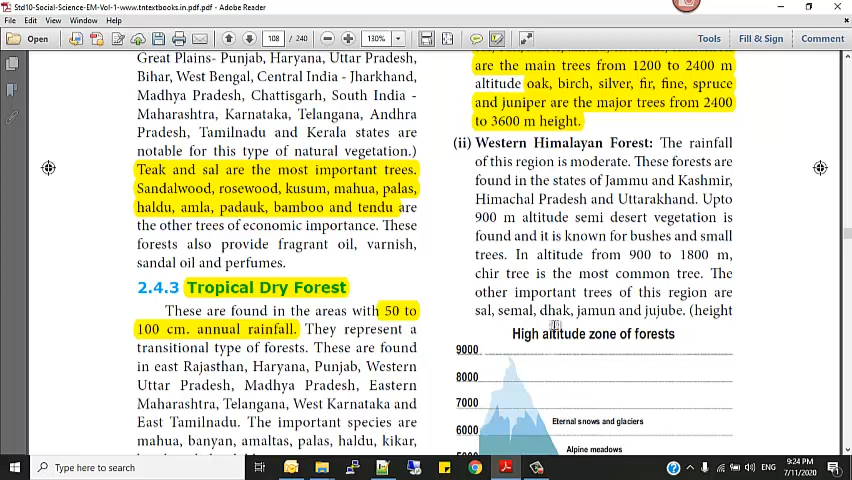 Std10-Social-Science-EM-Vol-1-www.tntextbooks.in.pdf.pdf
File Edit View Window Help
Open 108 / 240 130% Tools Fill & Sign Comment
Great Plains- Punjab, Haryana, Uttar Pradesh,
Bihar, West Bengal, Central India - Jharkhand,
Madhya Pradesh, Chattisgarh, South India -
Maharashtra, Karnataka, Telangana, Andhra
Pradesh, Tamilnadu and Kerala states are
notable for this type of natural vegetation.)
Teak and sal are the most important trees.
Sandalwood, rosewood, kusum, mahua, palas,
haldu, amla, padauk, bamboo and tendu are
the other trees of economic importance. These
forests also provide fragrant oil, varnish,
sandal oil and perfumes.
2.4.3 Tropical Dry Forest
These are found in the areas with 50 to
100 cm. annual rainfall. They represent a
transitional type of forests. These are found
in east Rajasthan, Haryana, Punjab, Western
Uttar Pradesh, Madhya Pradesh, Eastern
Maharashtra, Telangana, West Karnataka and
East Tamilnadu. The important species are
mahua, banyan, amaltas, palas, haldu, kikar,
are the main trees from 1200 to 2400 m
altitude oak, birch, silver, fir, fine, spruce
and juniper are the major trees from 2400
to 3600 m height.
(ii) Western Himalayan Forest: The rainfall
of this region is moderate. These forests are
found in the states of Jammu and Kashmir,
Himachal Pradesh and Uttarakhand. Upto
900 m altitude semi desert vegetation is
found and it is known for bushes and small
trees. In altitude from 900 to 1800 m,
chir tree is the most common tree. The
other important trees of this region are
sal, semal, dhak, jamun and jujube. (height
High altitude zone of forests
9000
8000
7000
6000
Eternal snows and glaciers
Alpine meadows
Type here to search
ENG
9:24 PM
7/11/2020